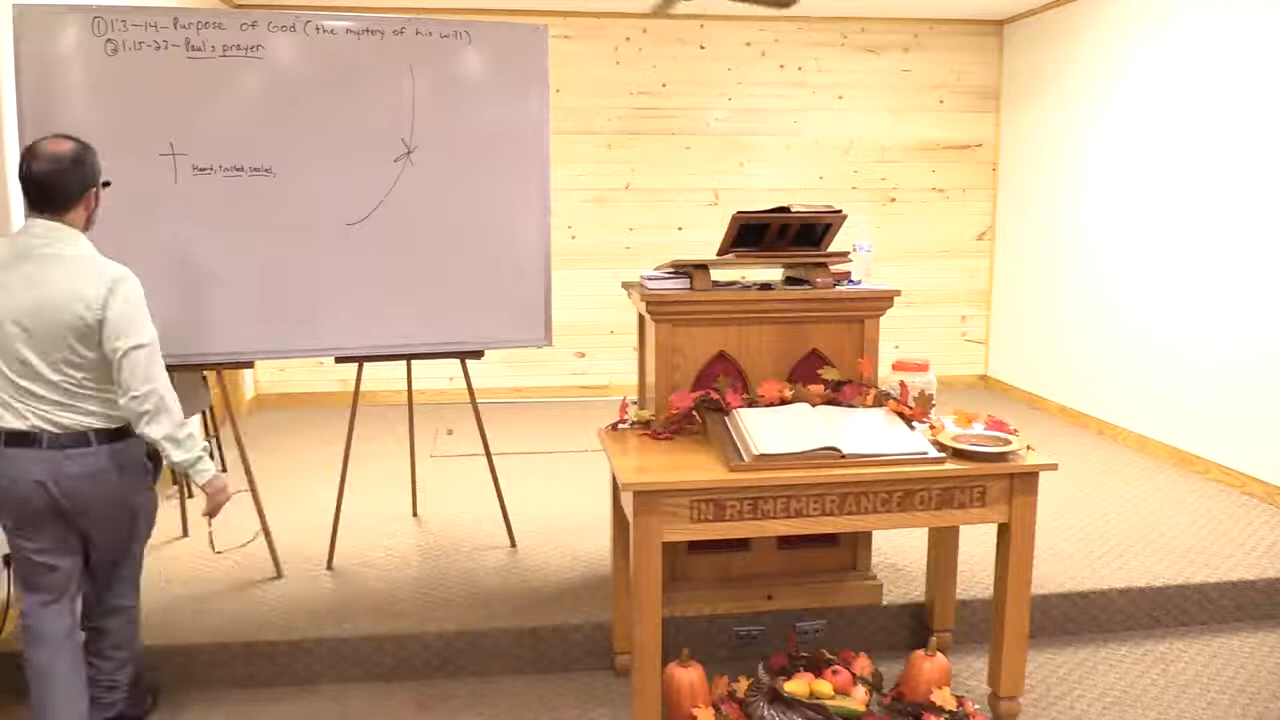 ① 1:3-14- Purpose of God (the mystery of his will)
② 1:15-23- Paul's prayer
Heard, trusted, sealed,
IN REMEMBRANCE OF ME